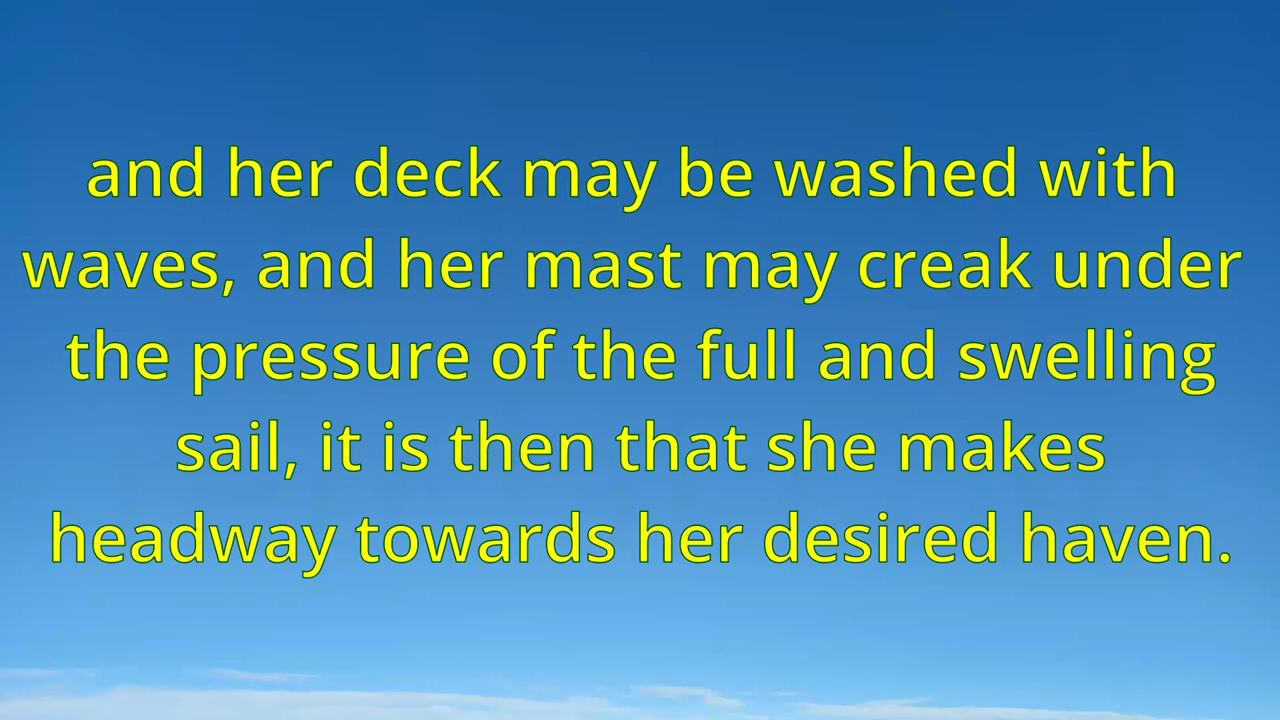 and her deck may be washed with
waves, and her mast may creak under
the pressure of the full and swelling
sail, it is then that she makes
headway towards her desired haven.